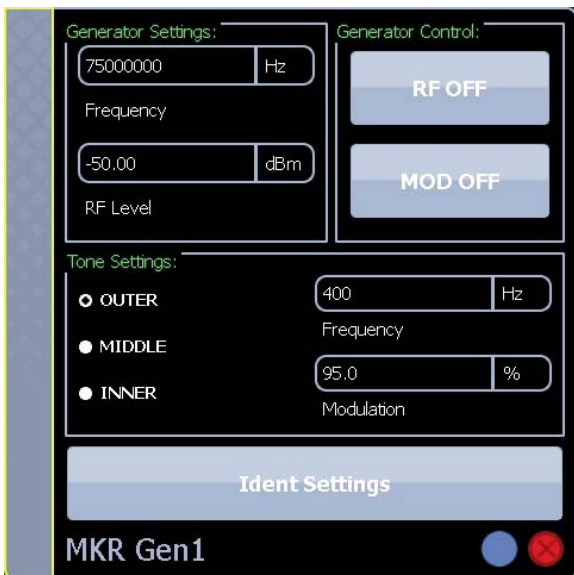 Generator Settings:
75000000 Hz
Frequency
-50.00 dBm
RF Level
Generator Control:
RF OFF
MOD OFF
Tone Settings:
OUTER
MIDDLE
INNER
400 Hz
Frequency
95.0 %
Modulation
Ident Settings
MKR Gen1